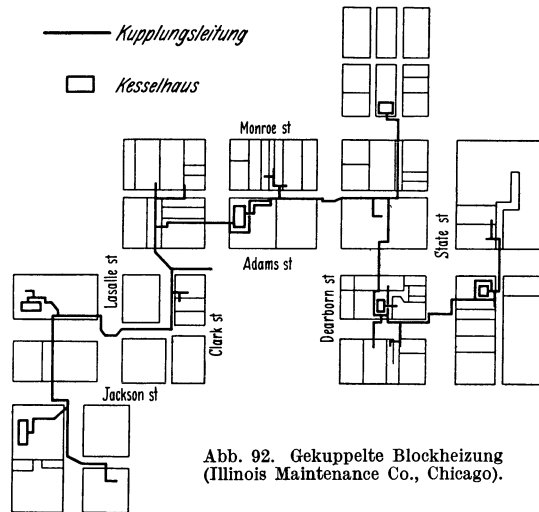 Kupplungsleitung
Kesselhaus
Monroe st
Adams st
Lasalle st
Clark st
State st
Dearborn st
Jackson st
Abb. 92. Gekuppelte Blockheizung
(Illinois Maintenance Co., Chicago).